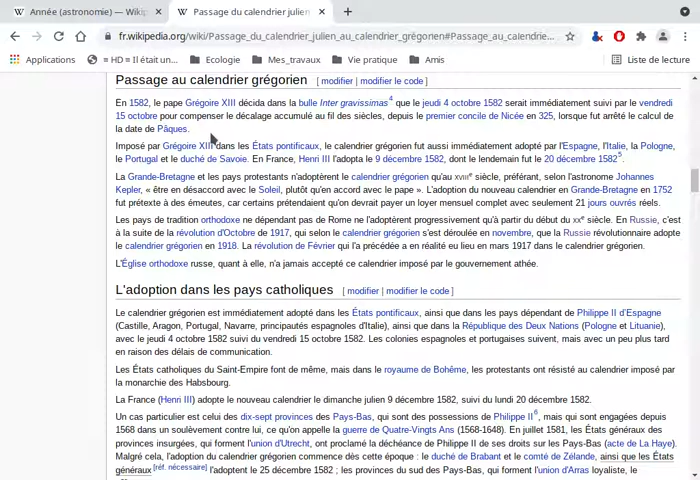 Année (astronomie) — Wikip
Passage du calendrier julien
fr.wikipedia.org/wiki/Passage_du_calendrier_julien_au_calendrier_grégorien#Passage_au_calendrie...
Applications = HD = Il était un... Ecologie Mes_travaux Vie pratique Amis Liste de lecture
Passage au calendrier grégorien [ modifier | modifier le code ]
En 1582, le pape Grégoire XIII décida dans la bulle Inter gravissimas4 que le jeudi 4 octobre 1582 serait immédiatement suivi par le vendredi
15 octobre pour compenser le décalage accumulé au fil des siècles, depuis le premier concile de Nicée en 325, lorsque fut arrêté le calcul de
la date de Pâques.
Imposé par Grégoire XIII dans les États pontificaux, le calendrier grégorien fut aussi immédiatement adopté par l'Espagne, l'Italie, la Pologne,
le Portugal et le duché de Savoie. En France, Henri III l'adopta le 9 décembre 1582, dont le lendemain fut le 20 décembre 15825.
La Grande-Bretagne et les pays protestants n'adoptèrent le calendrier grégorien qu'au XVIIIe siècle, préférant, selon l'astronome Johannes
Kepler, « être en désaccord avec le Soleil, plutôt qu'en accord avec le pape ». L'adoption du nouveau calendrier en Grande-Bretagne en 1752
fut prétexte à des émeutes, car certains prétendaient qu'on devrait payer un loyer mensuel complet avec seulement 21 jours ouvrés réels.
Les pays de tradition orthodoxe ne dépendant pas de Rome ne l'adoptèrent progressivement qu'à partir du début du XXe siècle. En Russie, c'est
à la suite de la révolution d'Octobre de 1917, qui selon le calendrier grégorien s'est déroulée en novembre, que la Russie révolutionnaire adopte
le calendrier grégorien en 1918. La révolution de Février qui l'a précédée a en réalité eu lieu en mars 1917 dans le calendrier grégorien.
L'Église orthodoxe russe, quant à elle, n'a jamais accepté ce calendrier imposé par le gouvernement athée.
L'adoption dans les pays catholiques [ modifier | modifier le code ]
Le calendrier grégorien est immédiatement adopté dans les États pontificaux, ainsi que dans les pays dépendant de Philippe II d'Espagne
(Castille, Aragon, Portugal, Navarre, principautés espagnoles d'Italie), ainsi que dans la République des Deux Nations (Pologne et Lituanie),
avec le jeudi 4 octobre 1582 suivi du vendredi 15 octobre 1582. Les colonies espagnoles et portugaises suivent, mais avec un peu plus tard
en raison des délais de communication.
Les États catholiques du Saint-Empire font de même, mais dans le royaume de Bohême, les protestants ont résisté au calendrier imposé par
la monarchie des Habsbourg.
La France (Henri III) adopte le nouveau calendrier le dimanche julien 9 décembre 1582, suivi du lundi 20 décembre 1582.
Un cas particulier est celui des dix-sept provinces des Pays-Bas, qui sont des possessions de Philippe II6, mais qui sont engagées depuis
1568 dans un soulèvement contre lui, ce qu'on appelle la guerre de Quatre-Vingts Ans (1568-1648). En juillet 1581, les États généraux des
provinces insurgées, qui forment l'union d'Utrecht, ont proclamé la déchéance de Philippe II de ses droits sur les Pays-Bas (acte de La Haye).
Malgré cela, l'adoption du calendrier grégorien commence dès cette époque : le duché de Brabant et le comté de Zélande, ainsi que les États
généraux [réf. nécessaire] l'adoptent le 25 décembre 1582 ; les provinces du sud des Pays-Bas, qui forment l'union d'Arras loyaliste, le